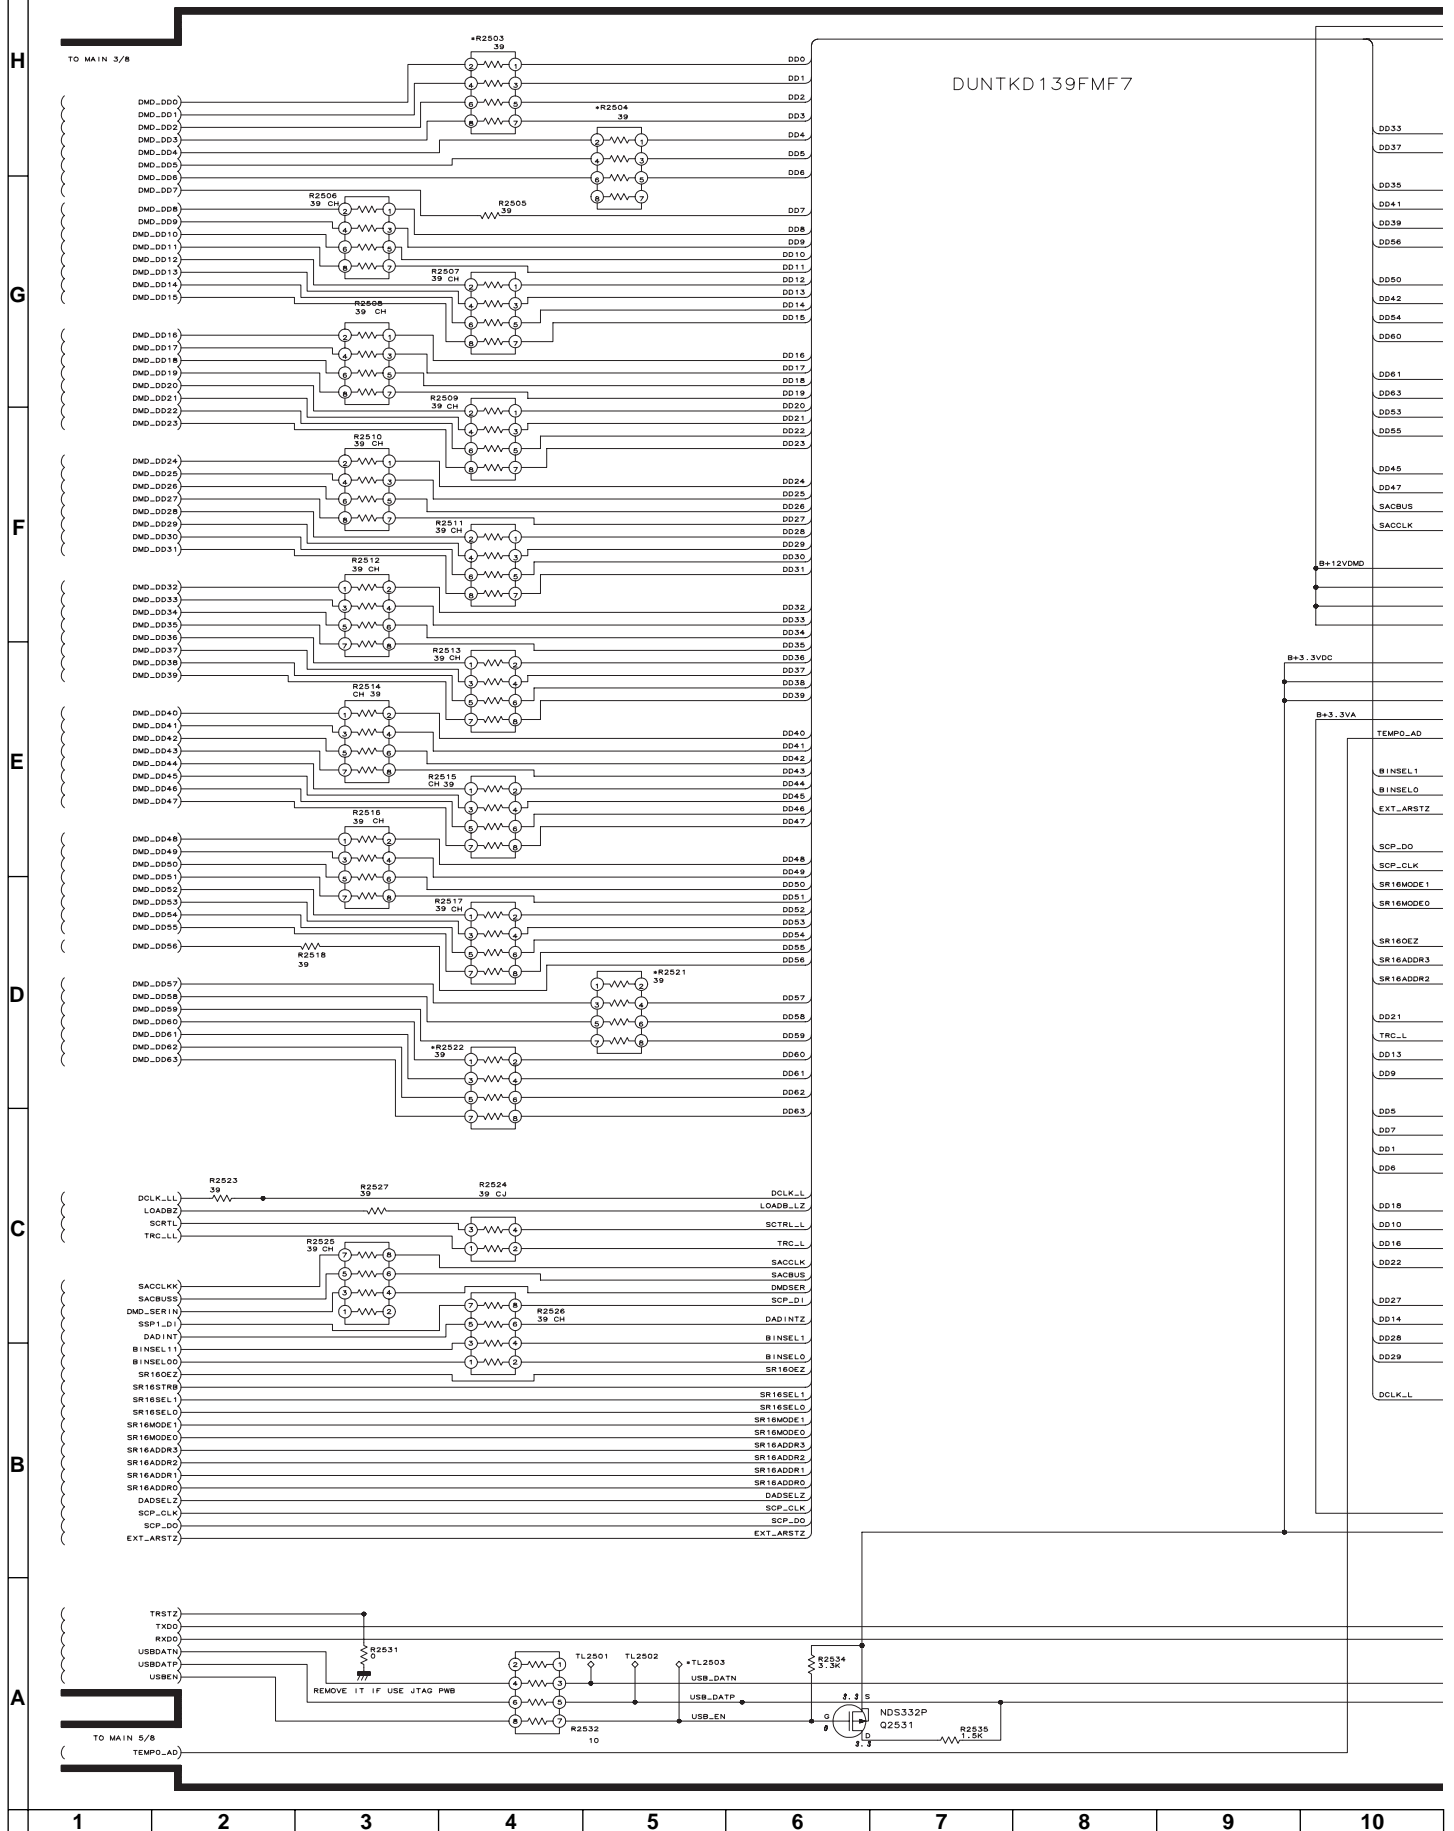 H
TO MAIN 3/8
DUNTKD139FMF7
*R2503
39
*R2504
39
R2505
39
DMD_DD0
DMD_DD1
DMD_DD2
DMD_DD3
DMD_DD4
DMD_DD5
DMD_DD6
DMD_DD7
DD0
DD1
DD2
DD3
DD4
DD5
DD6
DD7
G
R2506
39 CH
R2507
39 CH
DMD_DD8
DMD_DD9
DMD_DD10
DMD_DD11
DMD_DD12
DMD_DD13
DMD_DD14
DMD_DD15
DD8
DD9
DD10
DD11
DD12
DD13
DD14
DD15
R2508
39 CH
R2509
39 CH
DMD_DD16
DMD_DD17
DMD_DD18
DMD_DD19
DMD_DD20
DMD_DD21
DMD_DD22
DMD_DD23
DD16
DD17
DD18
DD19
DD20
DD21
DD22
DD23
F
R2510
39 CH
R2511
39 CH
DMD_DD24
DMD_DD25
DMD_DD26
DMD_DD27
DMD_DD28
DMD_DD29
DMD_DD30
DMD_DD31
DD24
DD25
DD26
DD27
DD28
DD29
DD30
DD31
R2512
39 CH
R2513
39 CH
DMD_DD32
DMD_DD33
DMD_DD34
DMD_DD35
DMD_DD36
DMD_DD37
DMD_DD38
DMD_DD39
DD32
DD33
DD34
DD35
DD36
DD37
DD38
DD39
E
R2514
CH 39
R2515
CH 39
DMD_DD40
DMD_DD41
DMD_DD42
DMD_DD43
DMD_DD44
DMD_DD45
DMD_DD46
DMD_DD47
DD40
DD41
DD42
DD43
DD44
DD45
DD46
DD47
R2516
39 CH
R2517
39 CH
DMD_DD48
DMD_DD49
DMD_DD50
DMD_DD51
DMD_DD52
DMD_DD53
DMD_DD54
DMD_DD55
DMD_DD56
DD48
DD49
DD50
DD51
DD52
DD53
DD54
DD55
DD56
R2518
39
D
*R2521
39
*R2522
39
DMD_DD57
DMD_DD58
DMD_DD59
DMD_DD60
DMD_DD61
DMD_DD62
DMD_DD63
DD57
DD58
DD59
DD60
DD61
DD62
DD63
C
R2523
39
R2527
39
R2524
39 CJ
R2525
39 CH
R2526
39 CH
DCLK_LL
LOADBZ
SCRTL
TRC_LL
DCLK_L
LOADB_LZ
SCTRL_L
TRC_L
SACCLKK
SACBUSS
DMD_SERIN
SSP1_DI
DADINT
BINSEL11
BINSEL00
SR16OEZ
SR16STRB
SR16SEL1
SR16SEL0
SR16MODE1
SR16MODE0
SR16ADDR3
SR16ADDR2
SR16ADDR1
SR16ADDR0
DADSELZ
SCP_CLK
SCP_DO
EXT_ARSTZ
SACCLK
SACBUS
DMDSER
SCP_DI
DADINTZ
BINSEL1
BINSEL0
SR16OEZ
SR16SEL1
SR16SEL0
SR16MODE1
SR16MODE0
SR16ADDR3
SR16ADDR2
SR16ADDR1
SR16ADDR0
DADSELZ
SCP_CLK
SCP_DO
EXT_ARSTZ
B
DD33
DD37
DD35
DD41
DD39
DD56
DD50
DD42
DD54
DD60
DD61
DD63
DD53
DD55
DD45
DD47
SACBUS
SACCLK
B+12VDMD
B+3.3VDC
B+3.3VA
TEMPO_AD
BINSEL1
BINSEL0
EXT_ARSTZ
SCP_DO
SCP_CLK
SR16MODE1
SR16MODE0
SR16OEZ
SR16ADDR3
SR16ADDR2
DD21
TRC_L
DD13
DD9
DD5
DD7
DD1
DD6
DD18
DD10
DD16
DD22
DD27
DD14
DD28
DD29
DCLK_L
A
TRSTZ
TXD0
RXD0
USBDATN
USBDATP
USBEN
R2531
0
REMOVE IT IF USE JTAG PWB
TL2501
TL2502
*TL2503
USB_DATN
USB_DATP
USB_EN
R2532
10
R2534
3.3K
3.3 S
G
0
D
3.3
NDS332P
Q2531
R2535
1.5K
TO MAIN 5/8
TEMPO_AD
1 2 3 4 5 6 7 8 9 10